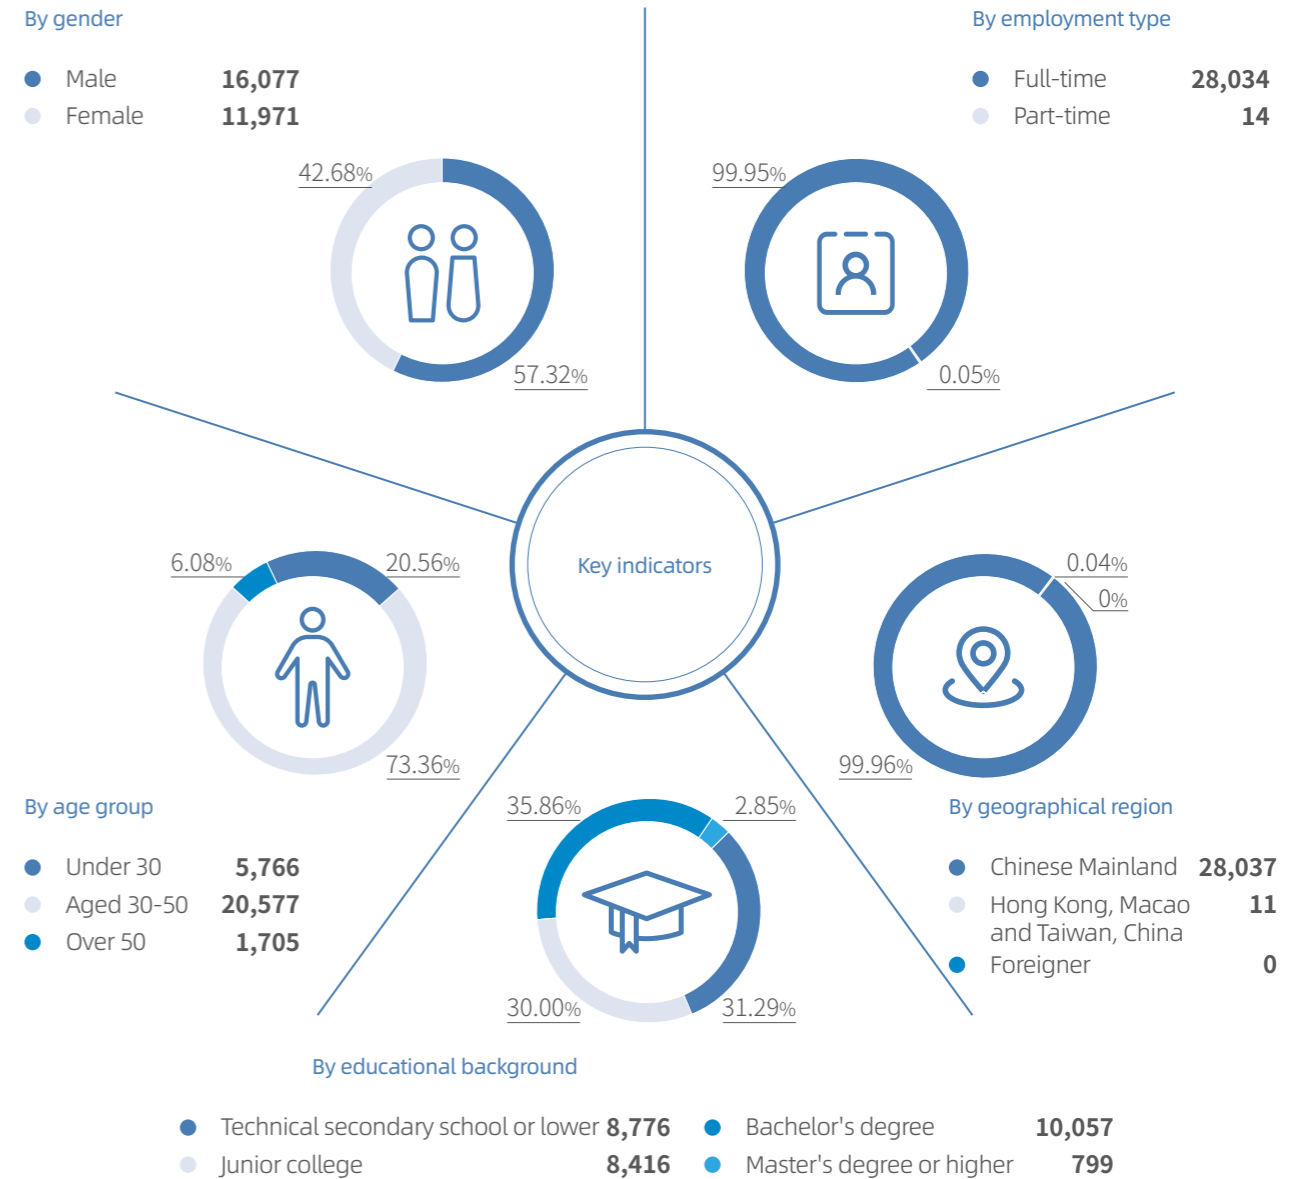 By gender
Male 16,077
Female 11,971
42.68%
57.32%
By employment type
Full-time 28,034
Part-time 14
99.95%
0.05%
Key indicators
6.08%
20.56%
73.36%
By age group
Under 30 5,766
Aged 30-50 20,577
Over 50 1,705
0.04%
0%
99.96%
By geographical region
Chinese Mainland 28,037
Hong Kong, Macao 11
and Taiwan, China
Foreigner 0
35.86%
2.85%
30.00%
31.29%
By educational background
Technical secondary school or lower 8,776
Junior college 8,416
Bachelor's degree 10,057
Master's degree or higher 799